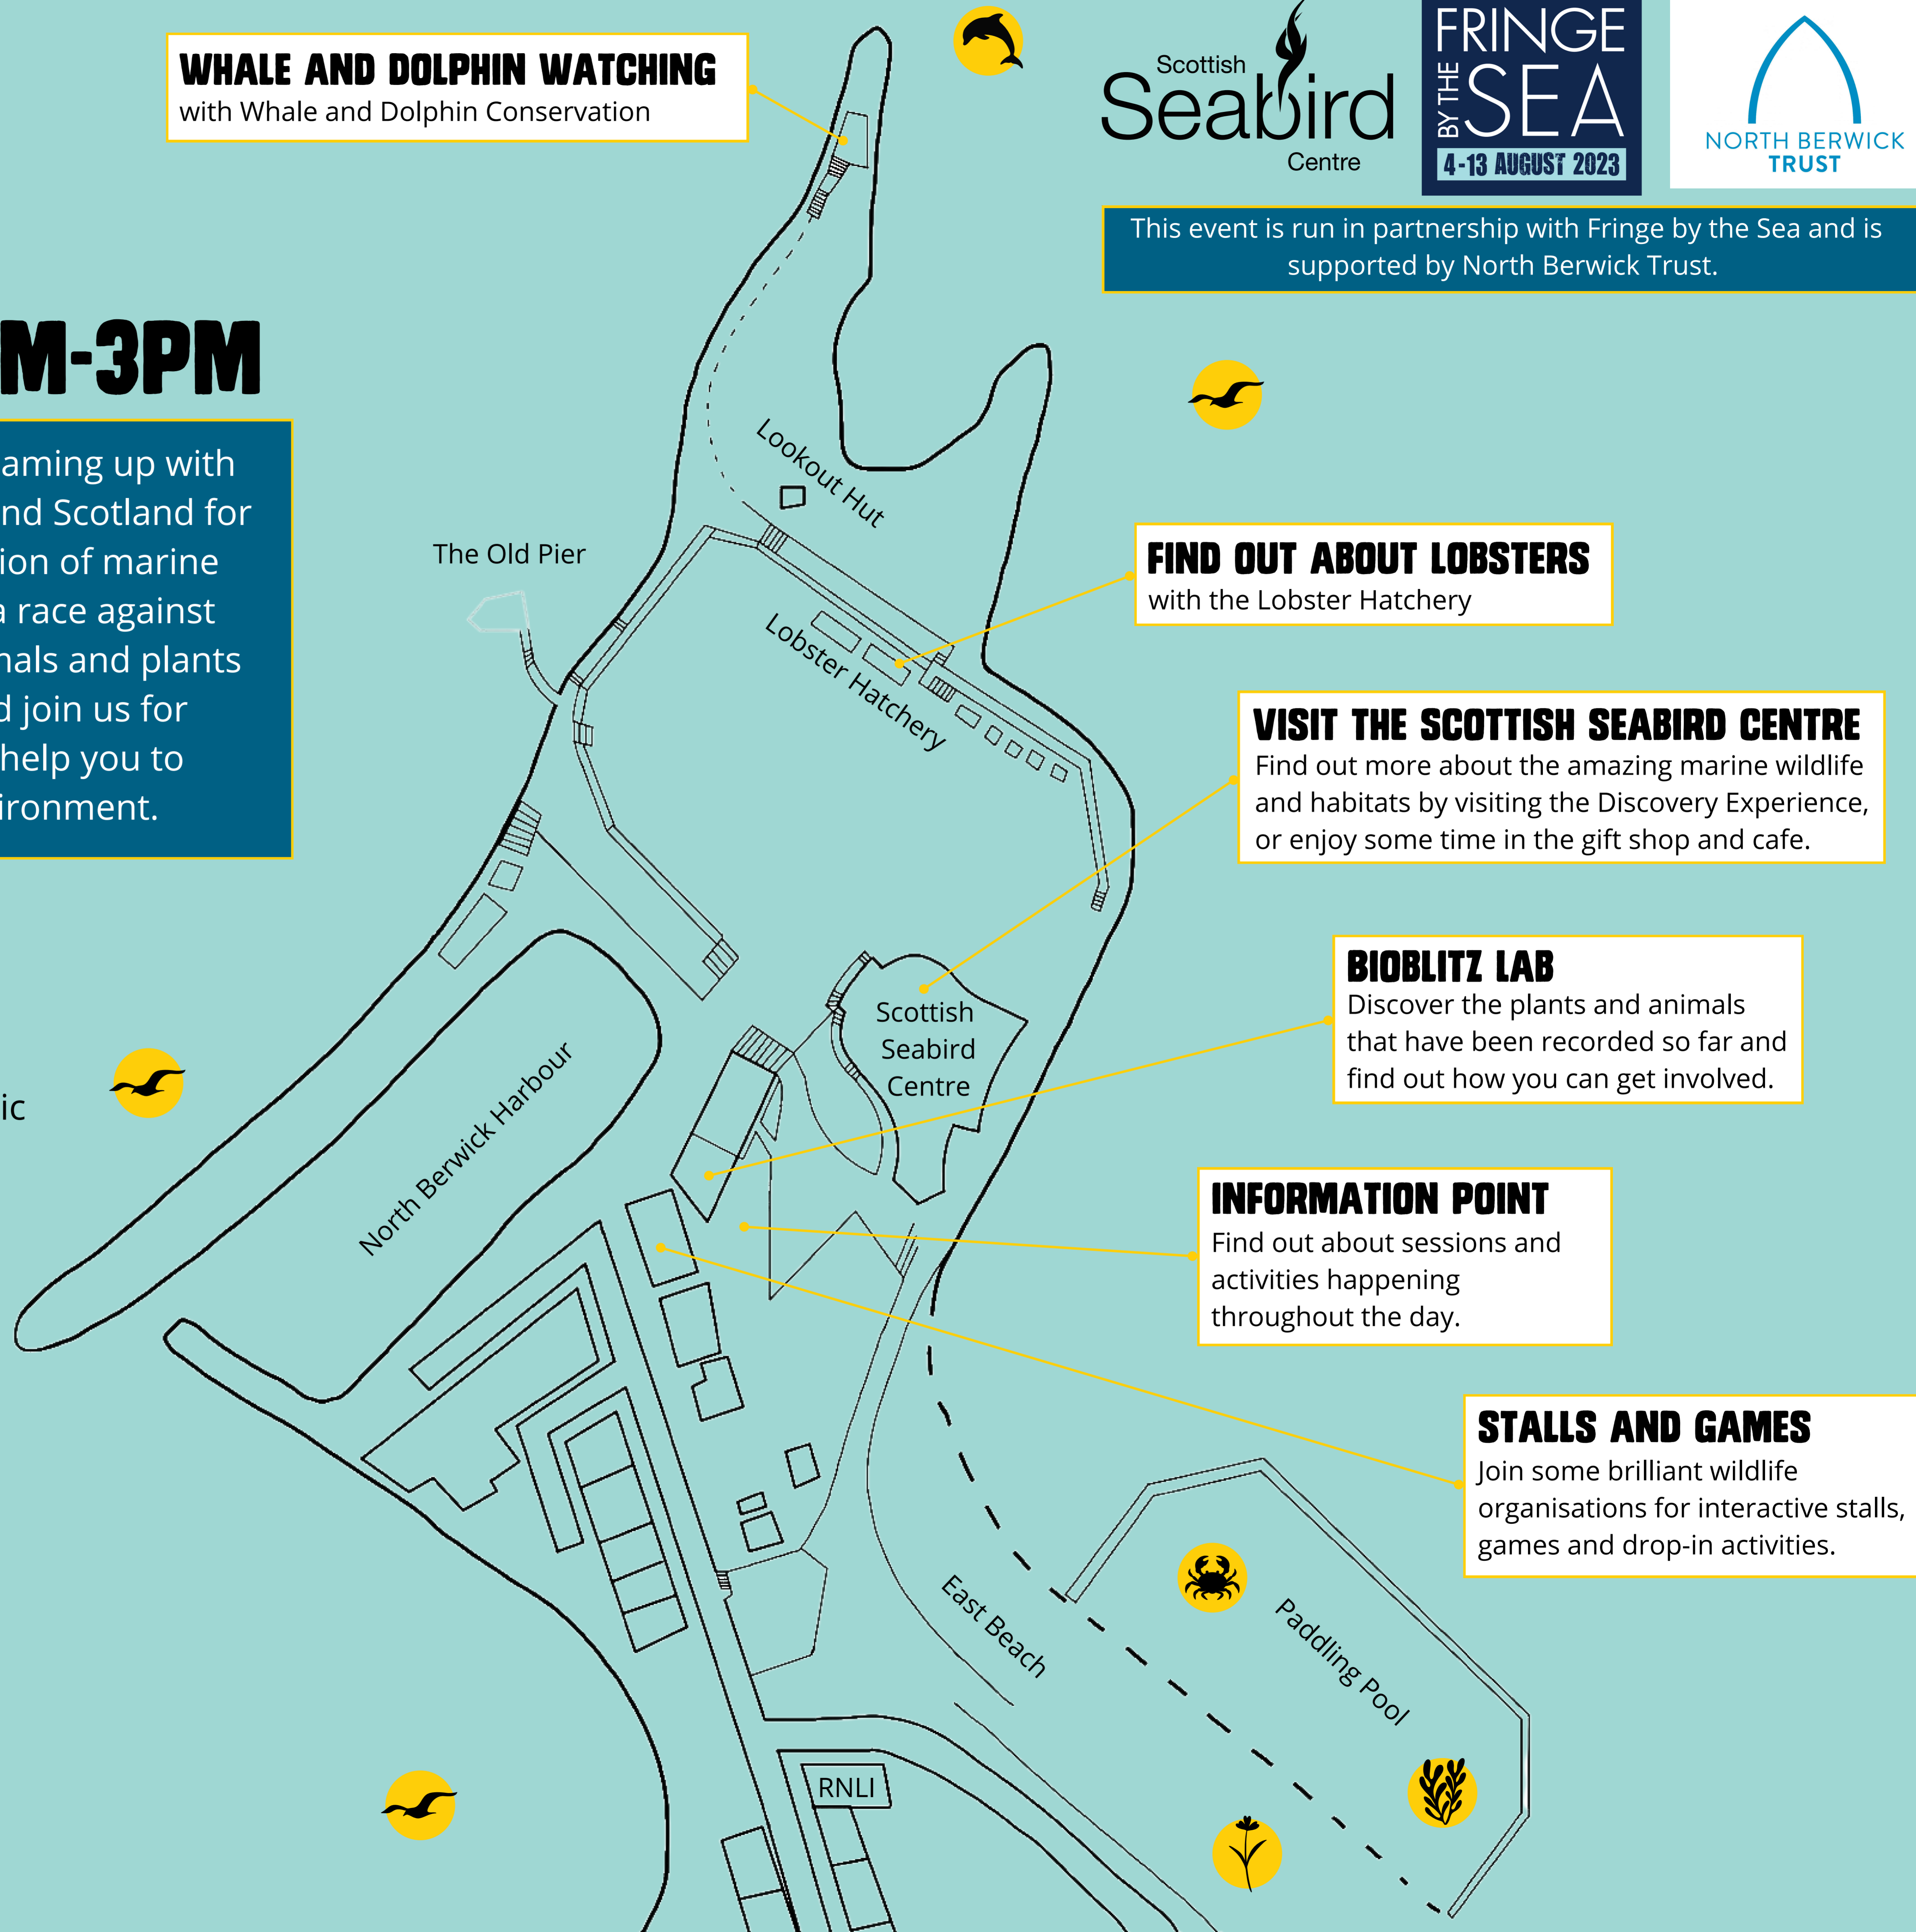 WHALE AND DOLPHIN WATCHING
with Whale and Dolphin Conservation
Scottish
Seabird
Centre
FRINGE
BY THE
SEA
4-13 AUGUST 2023
NORTH BERWICK
TRUST
This event is run in partnership with Fringe by the Sea and is
supported by North Berwick Trust.
M-3PM
aming up with
nd Scotland for
ion of marine
a race against
nals and plants
d join us for
help you to
ironment.
Lookout Hut
The Old Pier
FIND OUT ABOUT LOBSTERS
with the Lobster Hatchery
Lobster Hatchery
VISIT THE SCOTTISH SEABIRD CENTRE
Find out more about the amazing marine wildlife
and habitats by visiting the Discovery Experience,
or enjoy some time in the gift shop and cafe.
BIOBLITZ LAB
Discover the plants and animals
that have been recorded so far and
find out how you can get involved.
Scottish
Seabird
Centre
ic
North Berwick Harbour
INFORMATION POINT
Find out about sessions and
activities happening
throughout the day.
STALLS AND GAMES
Join some brilliant wildlife
organisations for interactive stalls,
games and drop-in activities.
East Beach
Paddling Pool
RNLI